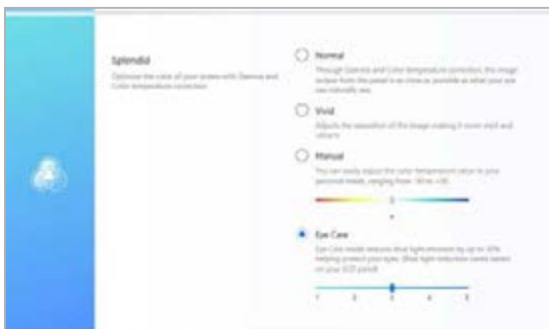 Splendid
Optimize the color of your screen with Gamma and
Color temperature correction.
Normal
Through Gamma and Color temperature correction, the image
output from the panel is as close as possible as what your eye
can naturally see.
Vivid
Adjusts the saturation of the image making it more vivid and
vibrant.
Manual
You can easily adjust the color temperature value to your
personal needs, ranging from
Eye Care
Eye Care mode reduces blue light emission by up to 30%
helping protect your eyes. (Blue light reduction varies based
on your LCD panel)
1 2 3 4 5